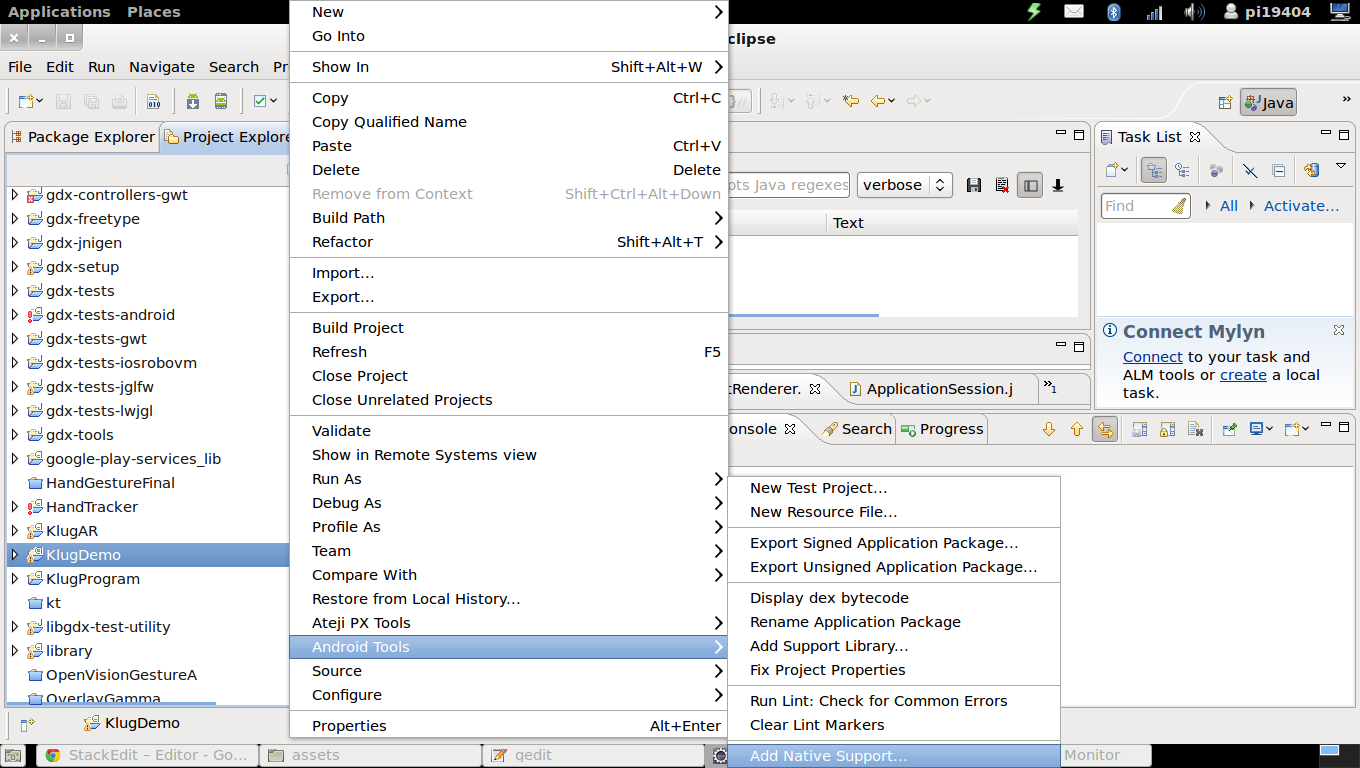 Applications Places
pi19404
clipse
File Edit Run Navigate Search Pr
Java
Package Explorer
Project Explore
gdx-controllers-gwt
gdx-freetype
gdx-jnigen
gdx-setup
gdx-tests
gdx-tests-android
gdx-tests-gwt
gdx-tests-iosrobovm
gdx-tests-jglfw
gdx-tests-lwjgl
gdx-tools
google-play-services_lib
HandGestureFinal
HandTracker
KlugAR
KlugDemo
KlugProgram
kt
libgdx-test-utility
library
OpenVisionGestureA
OverlayGamma
KlugDemo
New
Go Into
Show In Shift+Alt+W
Copy Ctrl+C
Copy Qualified Name
Paste Ctrl+V
Delete Delete
Remove from Context Shift+Ctrl+Alt+Down
Build Path
Refactor Shift+Alt+T
Import...
Export...
Build Project
Refresh F5
Close Project
Close Unrelated Projects
Validate
Show in Remote Systems view
Run As
Debug As
Profile As
Team
Compare With
Restore from Local History...
Ateji PX Tools
Android Tools
Source
Configure
Properties Alt+Enter
New Test Project...
New Resource File...
Export Signed Application Package...
Export Unsigned Application Package...
Display dex bytecode
Rename Application Package
Add Support Library...
Fix Project Properties
Run Lint: Check for Common Errors
Clear Lint Markers
Add Native Support...
pts Java regexes
verbose
Text
tRenderer.
ApplicationSession.j
»1
onsole
Search
Progress
Task List
Find
All
Activate...
Connect Mylyn
Connect to your task and
ALM tools or create a local
task.
StackEdit – Editor - Go...
assets
gedit
Monitor